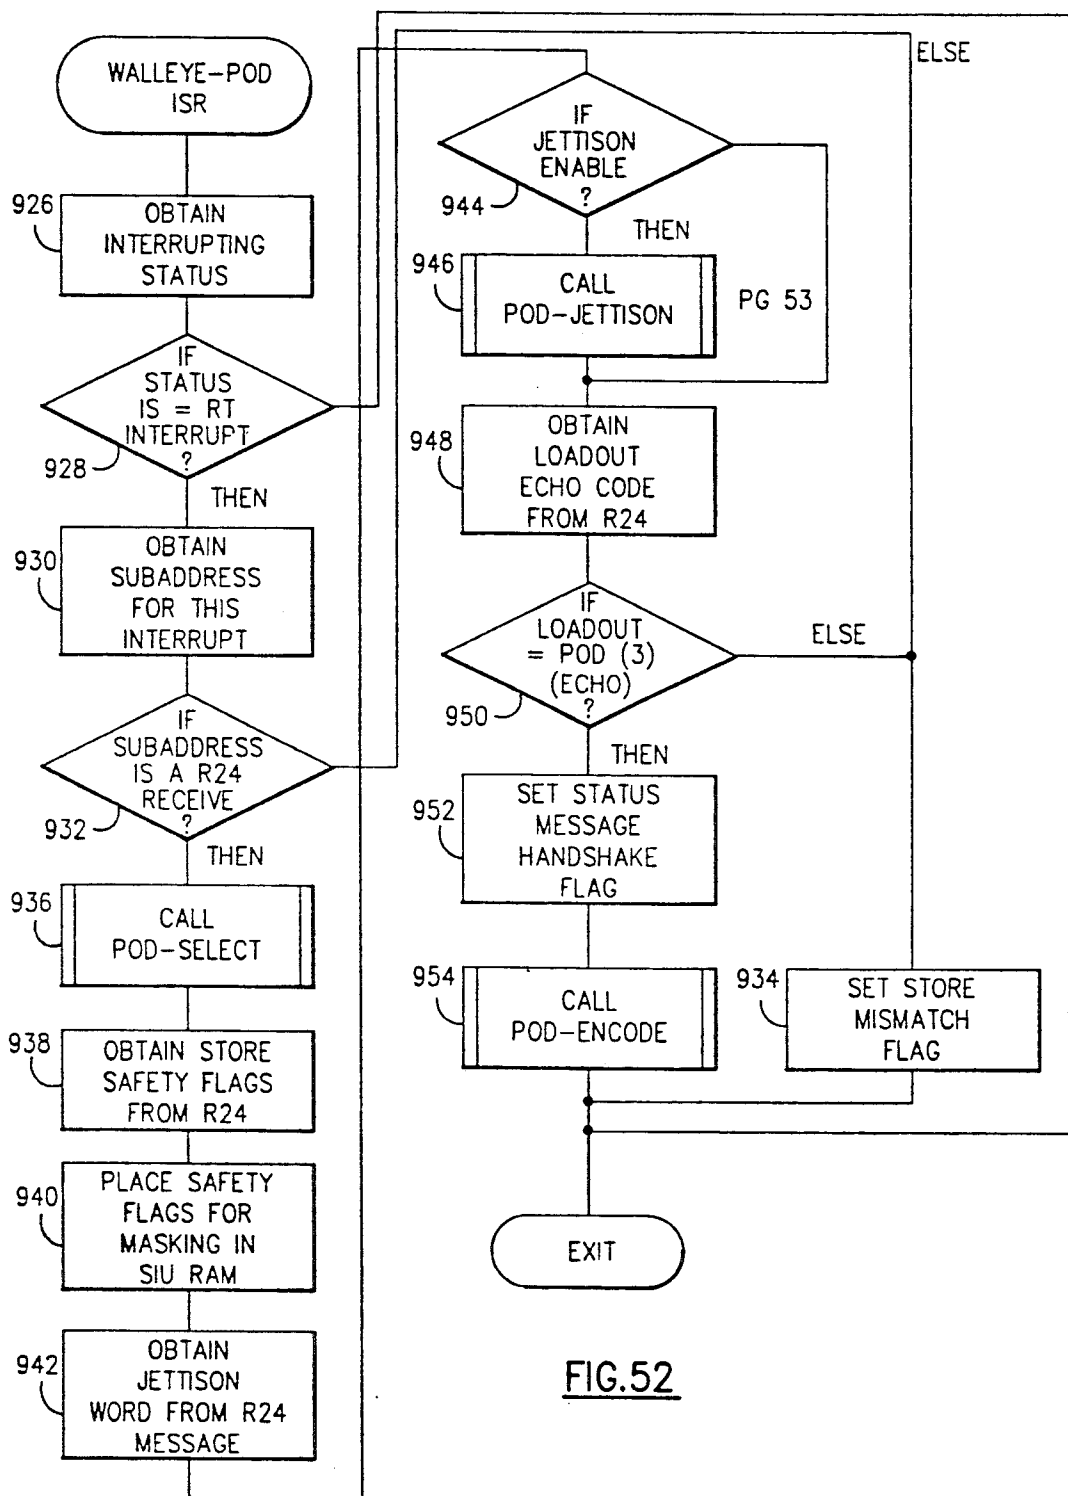 WALLEYE-POD
ISR
926
OBTAIN
INTERRUPTING
STATUS
IF
STATUS
IS = RT
INTERRUPT
?
928
THEN
930
OBTAIN
SUBADDRESS
FOR THIS
INTERRUPT
IF
SUBADDRESS
IS A R24
RECEIVE
?
932
THEN
936
CALL
POD-SELECT
938
OBTAIN STORE
SAFETY FLAGS
FROM R24
940
PLACE SAFETY
FLAGS FOR
MASKING IN
SIU RAM
942
OBTAIN
JETTISON
WORD FROM R24
MESSAGE
IF
JETTISON
ENABLE
?
944
THEN
946
CALL
POD-JETTISON
PG 53
948
OBTAIN
LOADOUT
ECHO CODE
FROM R24
IF
LOADOUT
= POD (3)
(ECHO)
?
950
ELSE
THEN
952
SET STATUS
MESSAGE
HANDSHAKE
FLAG
954
CALL
POD-ENCODE
ELSE
934
SET STORE
MISMATCH
FLAG
EXIT
FIG.52